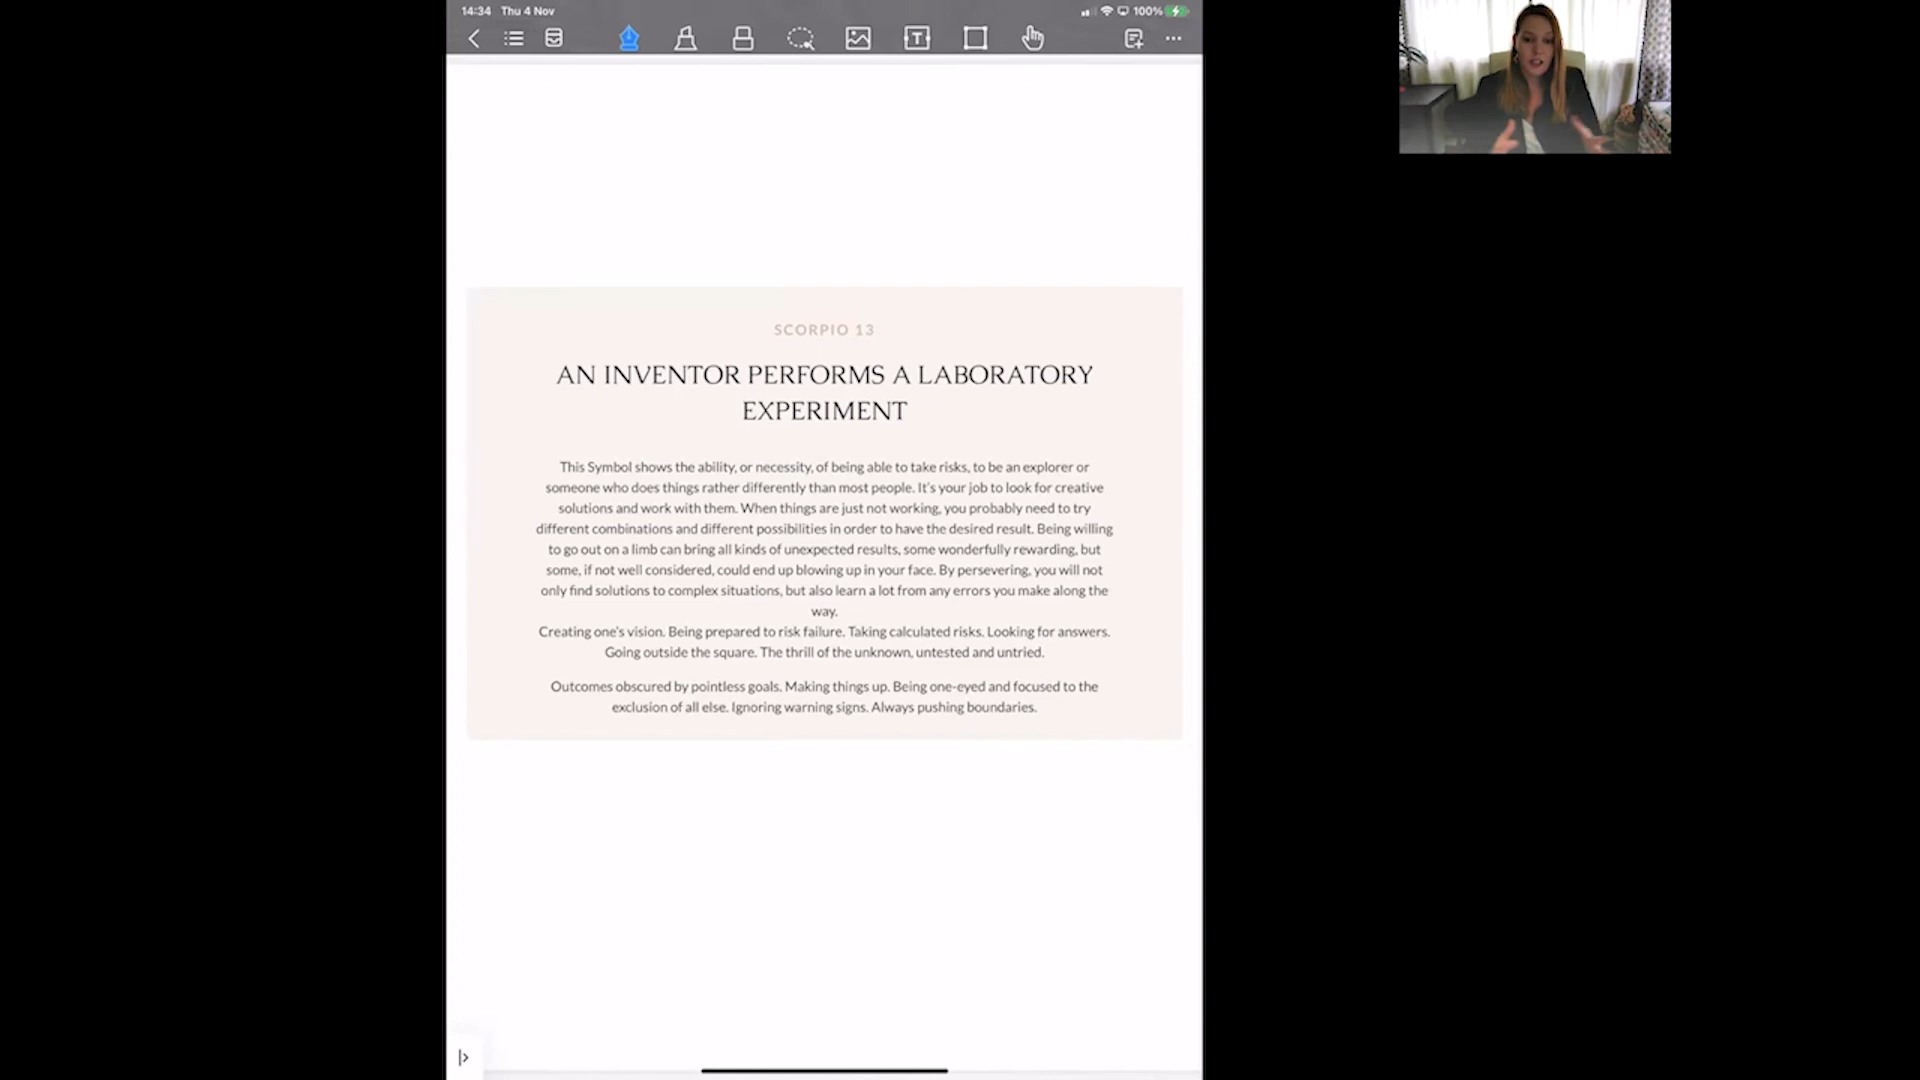 14:34 Thu 4 Nov
100%
SCORPIO 13
AN INVENTOR PERFORMS A LABORATORY
EXPERIMENT
This Symbol shows the ability, or necessity, of being able to take risks, to be an explorer or
someone who does things rather differently than most people. It's your job to look for creative
solutions and work with them. When things are just not working, you probably need to try
different combinations and different possibilities in order to have the desired result. Being willing
to go out on a limb can bring all kinds of unexpected results, some wonderfully rewarding, but
some, if not well considered, could end up blowing up in your face. By persevering, you will not
only find solutions to complex situations, but also learn a lot from any errors you make along the
way.
Creating one's vision. Being prepared to risk failure. Taking calculated risks. Looking for answers.
Going outside the square. The thrill of the unknown, untested and untried.
Outcomes obscured by pointless goals. Making things up. Being one-eyed and focused to the
exclusion of all else. Ignoring warning signs. Always pushing boundaries.